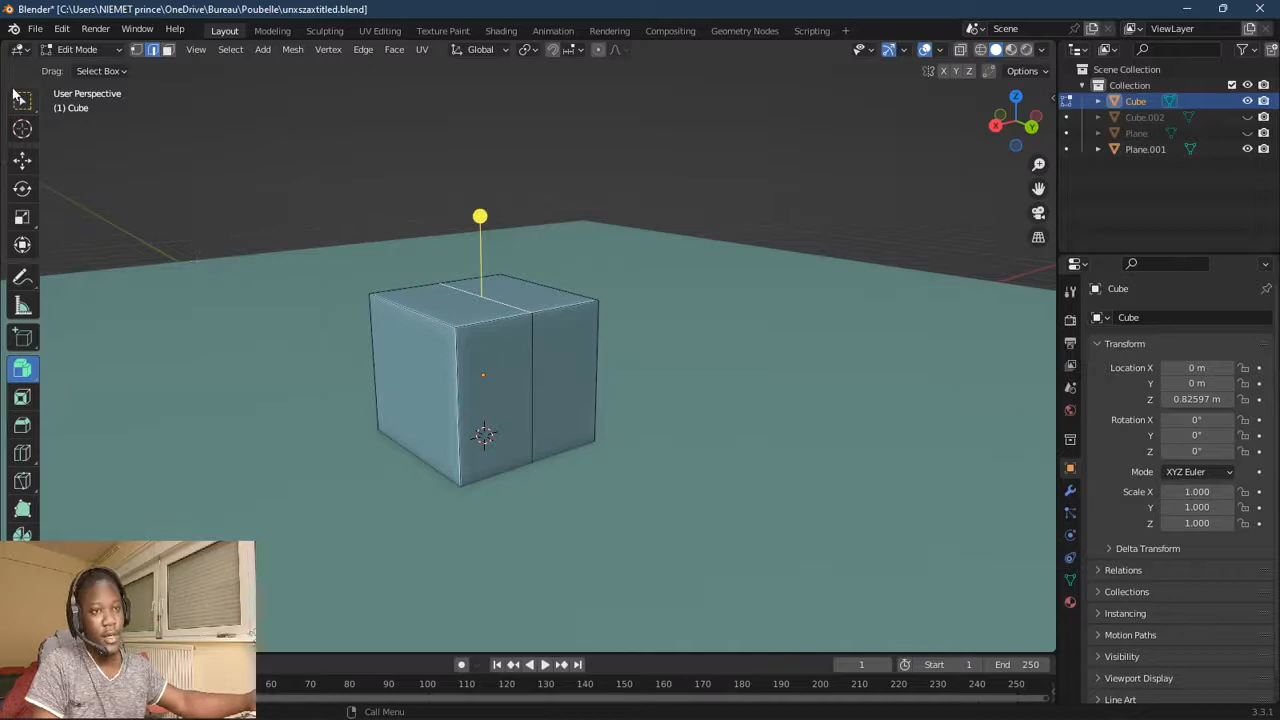 Blender* [C:\Users\NIEMET prince\OneDrive\Bureau\Poubelle\unxszaxtitled.blend]
File Edit Render Window Help Layout Modeling Sculpting UV Editing Texture Paint Shading Animation Rendering Compositing Geometry Nodes Scripting Scene ViewLayer
Edit Mode View Select Add Mesh Vertex Edge Face UV Global
Drag: Select Box X Y Z Options
User Perspective
(1) Cube
Z
X
Y
Scene Collection
Collection
Cube
Cube.002
Plane
Plane.001
Cube
Cube
Transform
Location X 0 m
Y 0 m
Z 0.82597 m
Rotation X 0°
Y 0°
Z 0°
Mode XYZ Euler
Scale X 1.000
Y 1.000
Z 1.000
Delta Transform
Relations
Collections
Instancing
Motion Paths
Visibility
Viewport Display
Line Art
1 Start 1 End 250
60 70 80 90 100 110 120 130 140 150 160 170 180 190 200 210 220 230 240 250
Call Menu
3.3.1